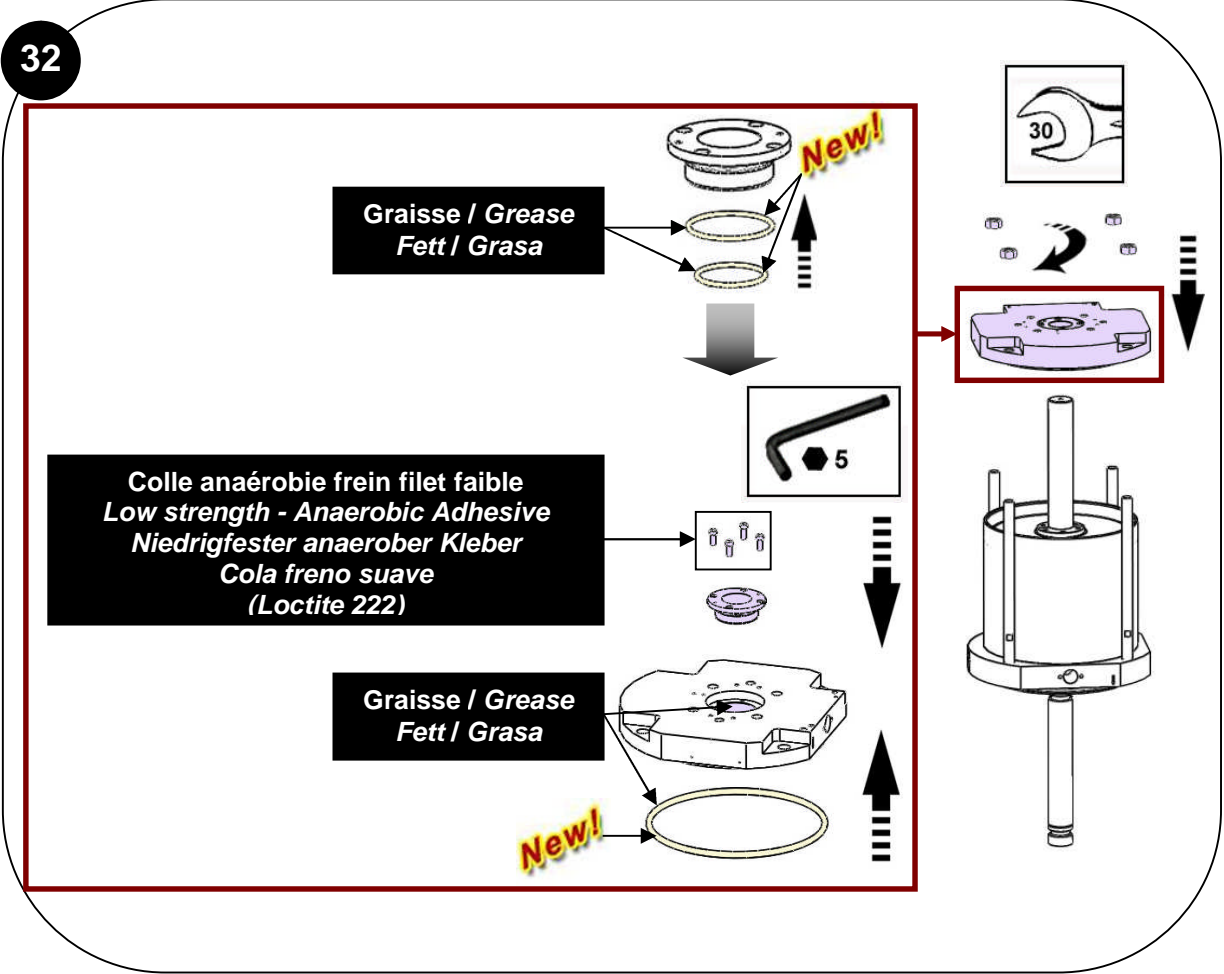 32
30
New!
Graisse / Grease
Fett / Grasa
5
Colle anaérobie frein filet faible
Low strength - Anaerobic Adhesive
Niedrigfester anaerober Kleber
Cola freno suave
(Loctite 222)
Graisse / Grease
Fett / Grasa
New!